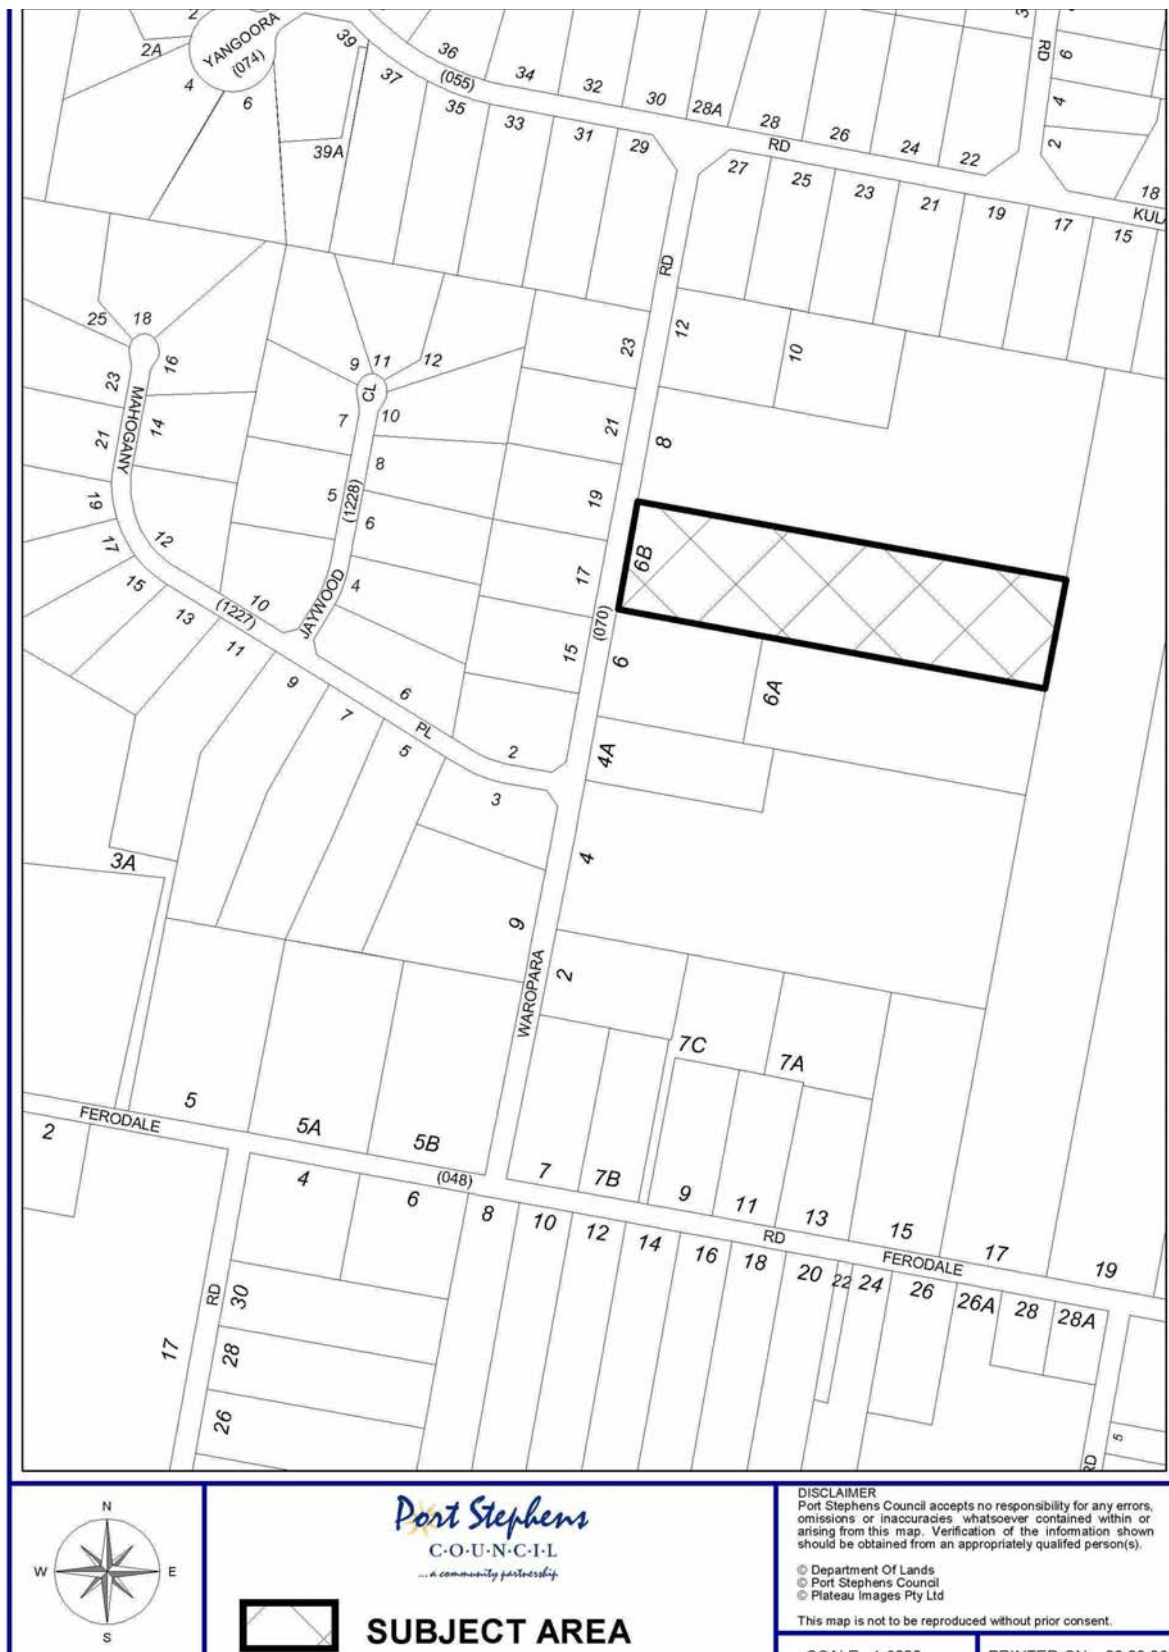 2
YANGOORA
(074)
2A
4
6
39
36
37
(055)
34
35
33
32
31
30
28A
29
28
RD
26
24
22
RD
6
4
2
18
KUL
39A
27
25
23
21
19
17
15
RD
25
18
16
23
MAHOGANY
21
14
19
17
12
15
13
(1227)
10
11
9
7
5
PL
6
2
3
9
11
12
CL
7
10
8
5
(1228)
6
4
JAYWOOD
23
12
10
21
8
19
17
6B
(070)
15
6
6A
4A
4
9
2
WAROPARA
3A
7C
7A
5
FERODALE
5A
5B
2
4
6
(048)
7
7B
9
11
13
15
17
19
8
10
12
14
16
RD
18
20
22
24
FERODALE
26
26A
28
28A
RD
30
17
28
26
5
RD
N
W
E
S
Port Stephens
C·O·U·N·C·I·L
... a community partnership
SUBJECT AREA
DISCLAIMER
Port Stephens Council accepts no responsibility for any errors,
omissions or inaccuracies whatsoever contained within or
arising from this map. Verification of the information shown
should be obtained from an appropriately qualifed person(s).
© Department Of Lands
© Port Stephens Council
© Plateau Images Pty Ltd
This map is not to be reproduced without prior consent.